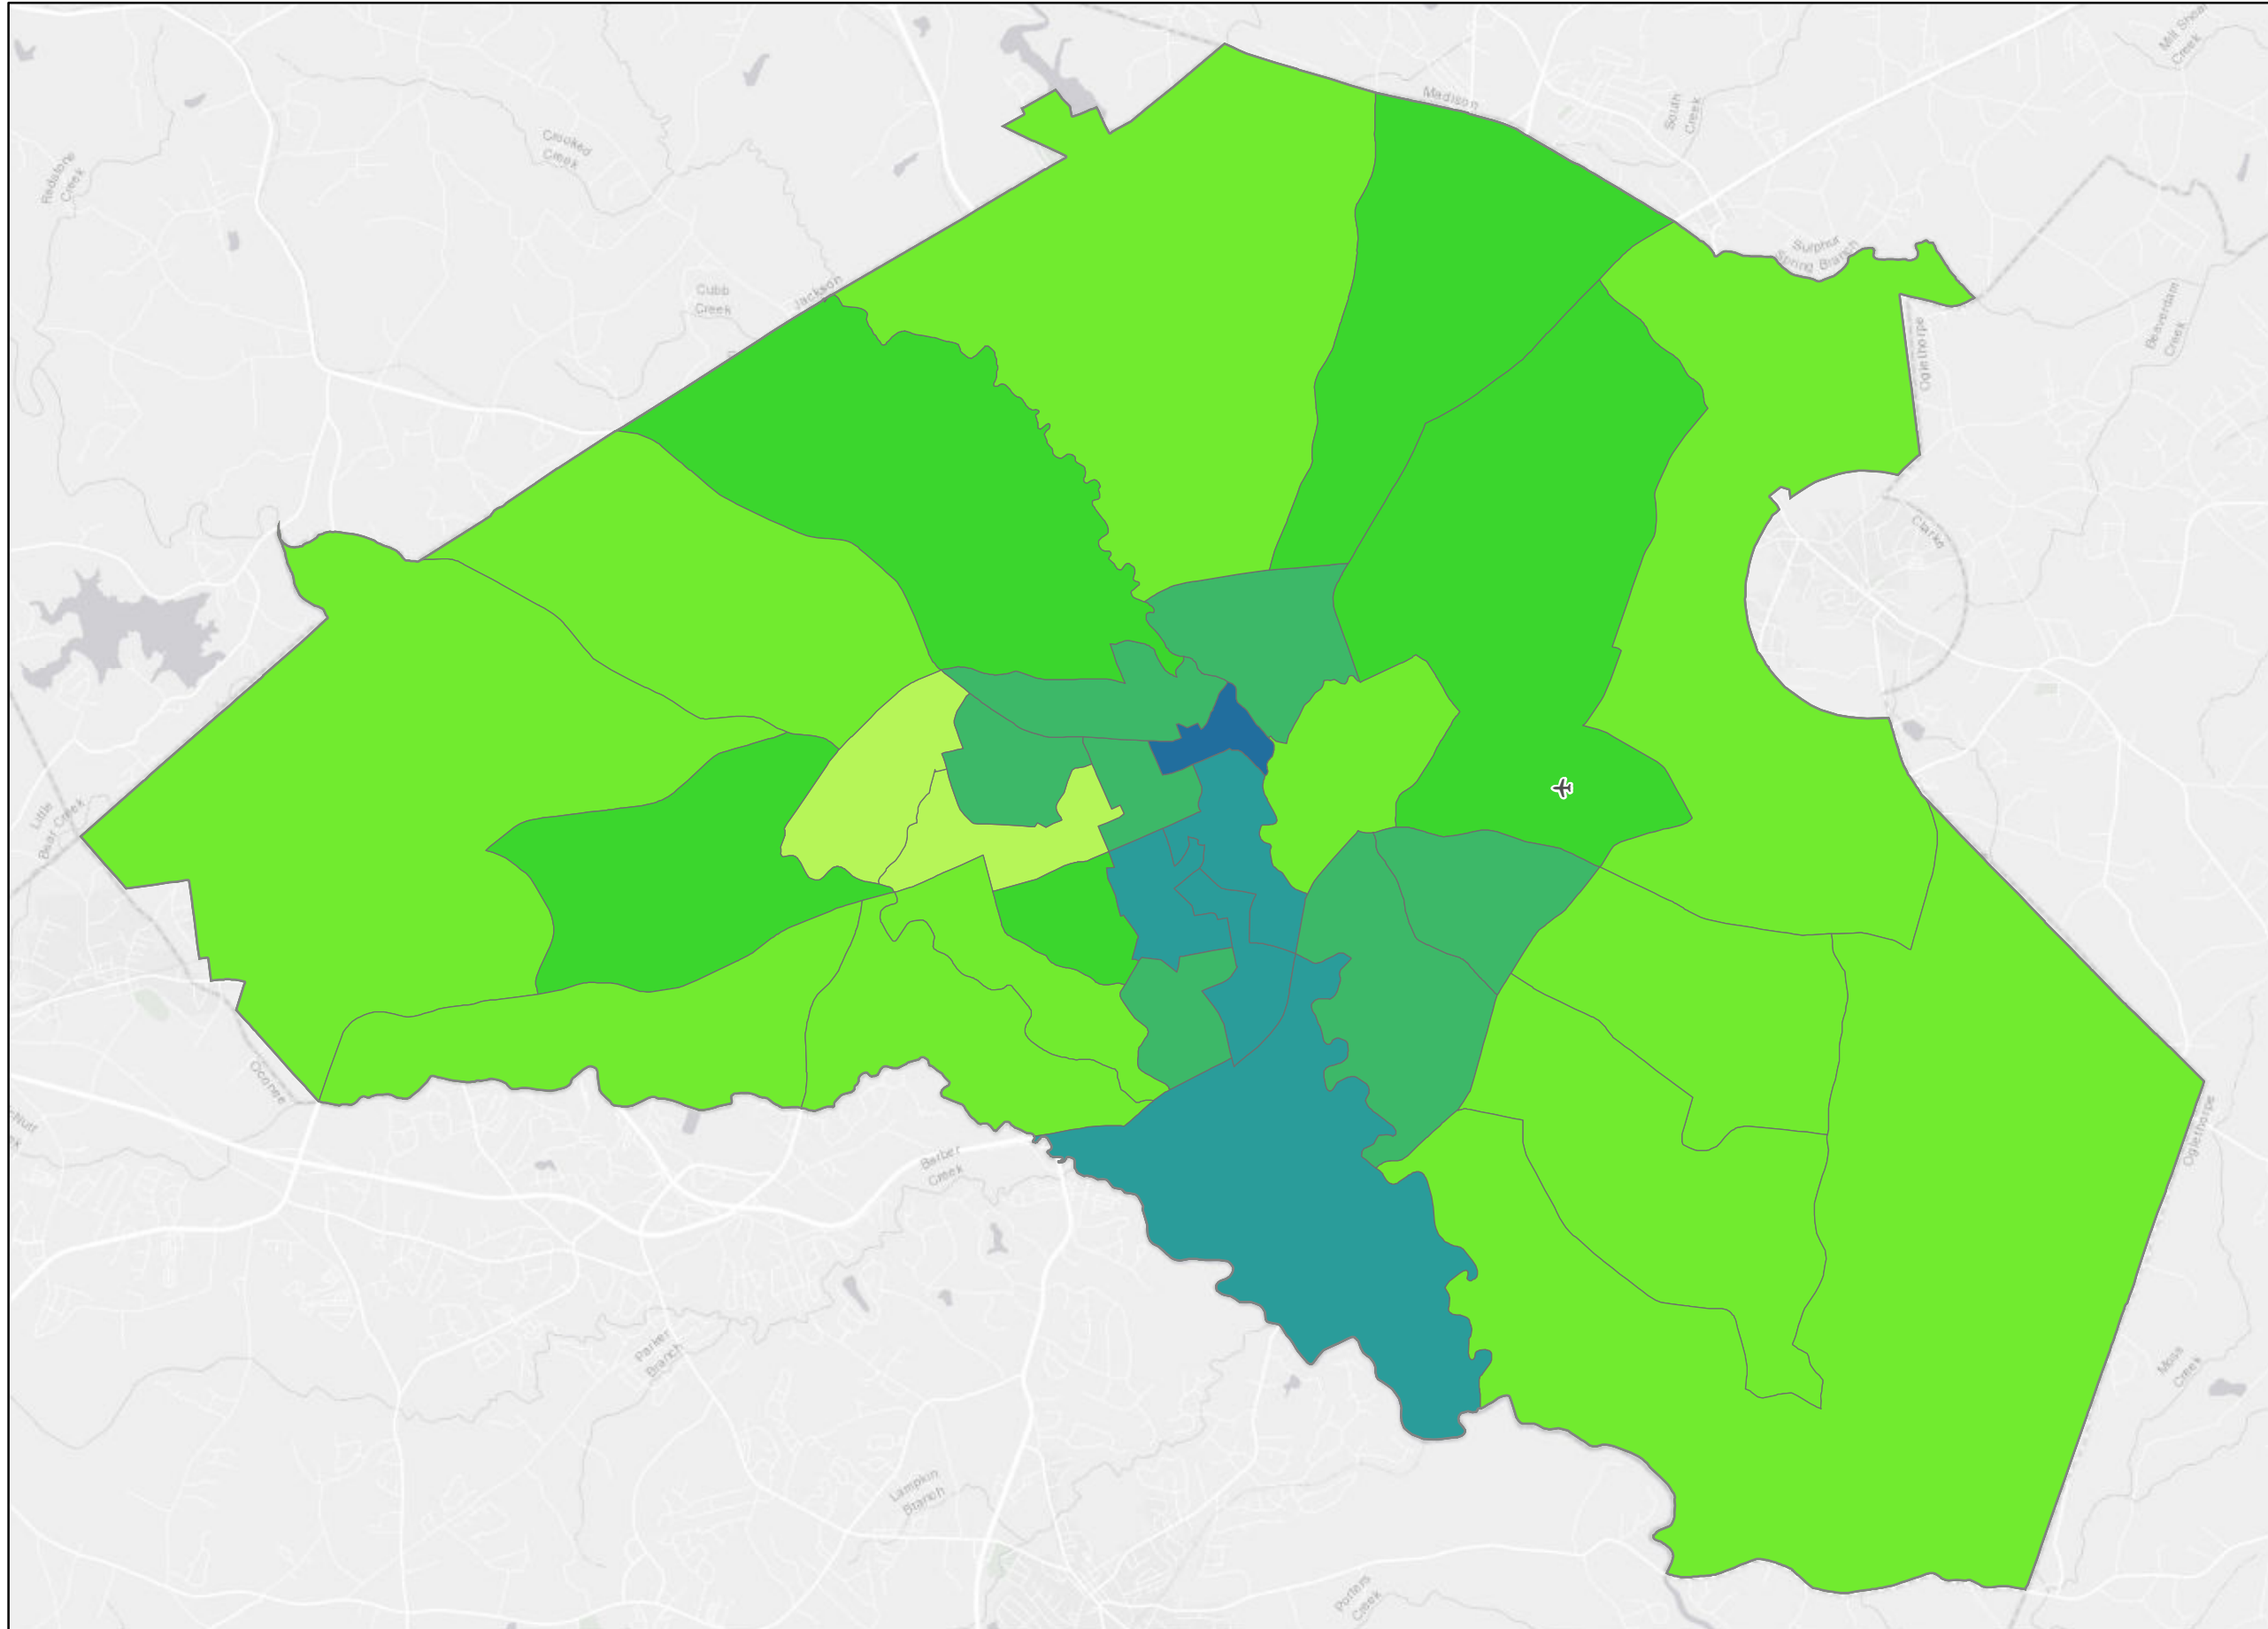 Mill Shoal
Creek
Madison
South
Creek
Crooked
Creek
Redstone
Creek
Sulphur
Spring Branch
Cubb
Creek
Jackson
Beaverdam
Creek
Oglethorpe
Clarke
Little
Bear Creek
Oconee
Barber
Creek
Oglethorpe
Parker
Branch
Moss
Creek
Lampkin
Branch
Porters
Creek